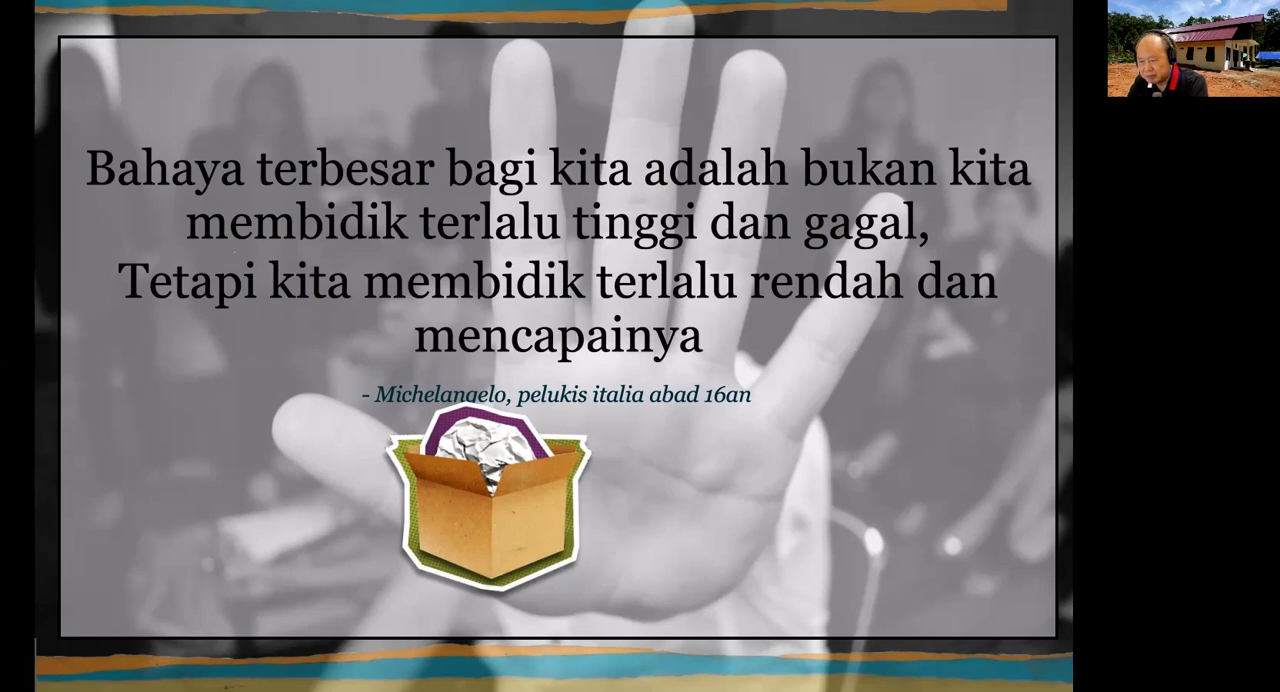 Bahaya terbesar bagi kita adalah bukan kita
membidik terlalu tinggi dan gagal,
Tetapi kita membidik terlalu rendah dan
mencapainya
- Michelangelo, pelukis italia abad 16an